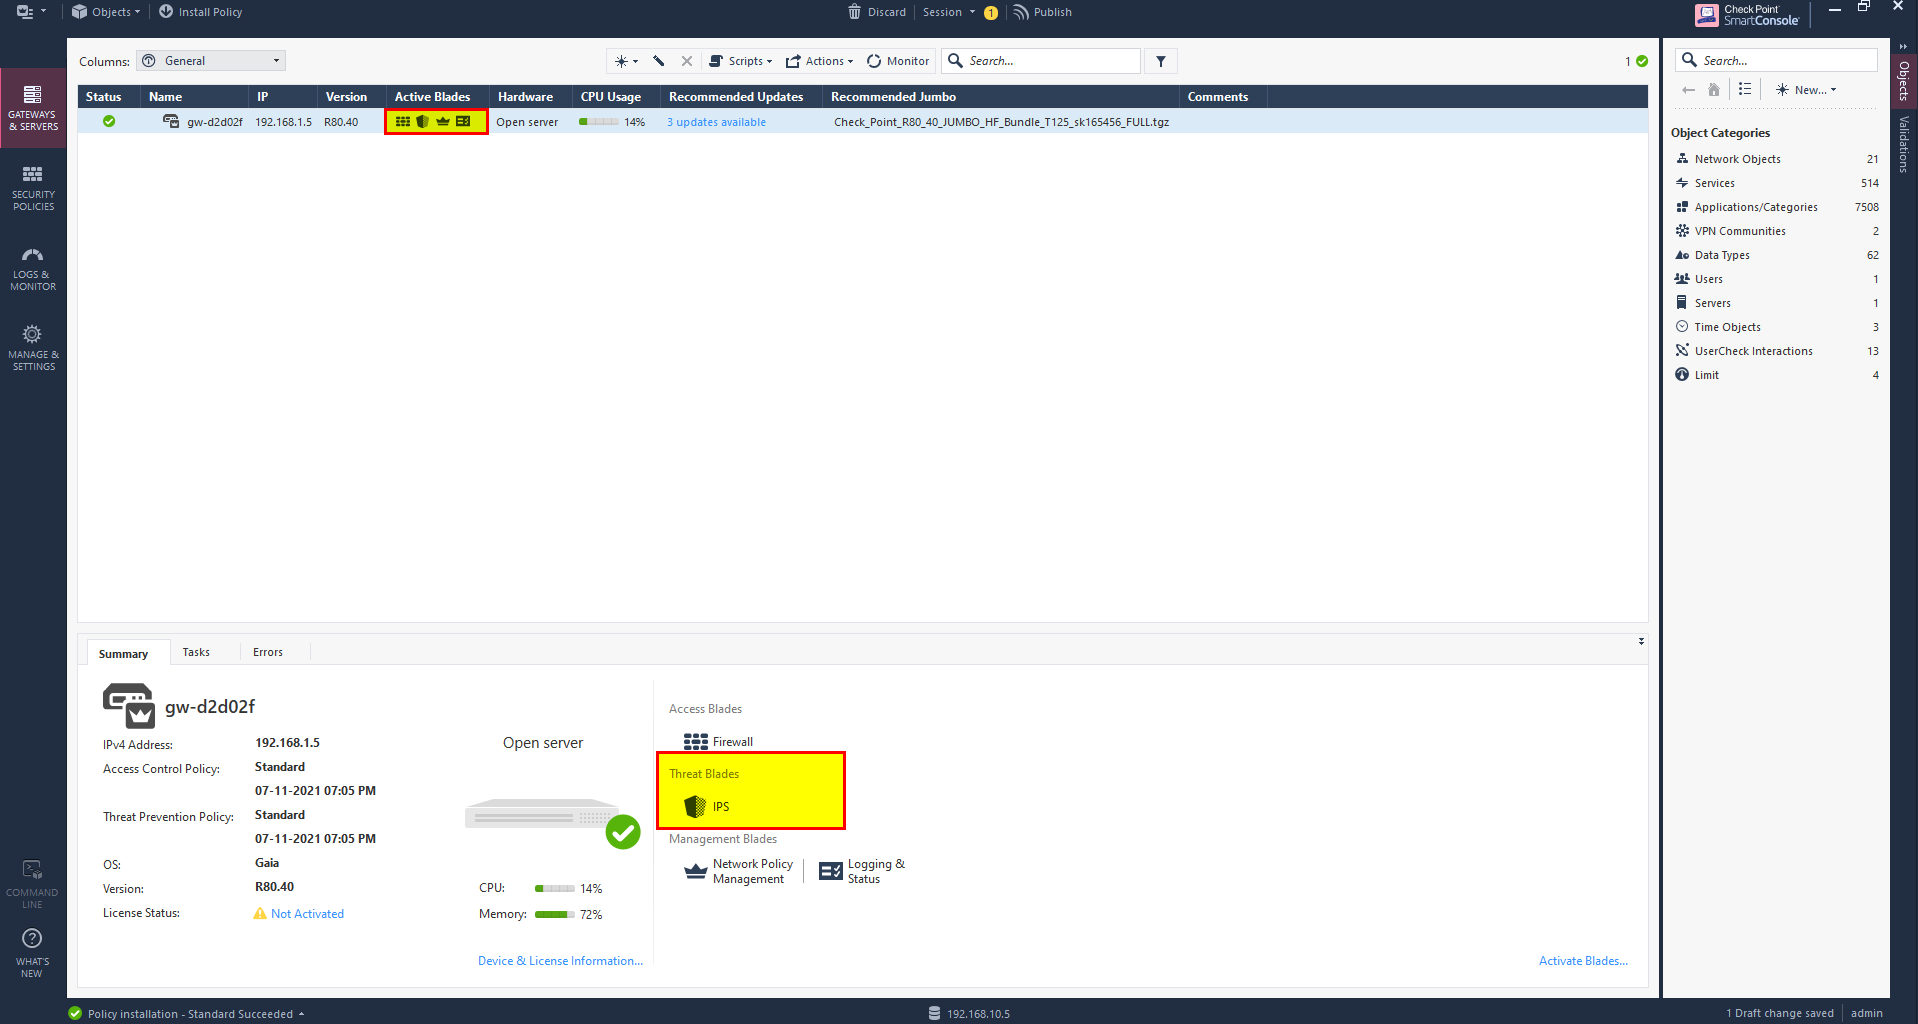 Objects
Install Policy
Discard
Session
1
Publish
Check Point
SmartConsole
GATEWAYS
& SERVERS
SECURITY
POLICIES
LOGS &
MONITOR
MANAGE &
SETTINGS
COMMAND
LINE
WHAT'S
NEW
Columns:
General
Scripts
Actions
Monitor
Search...
1
Status Name IP Version Active Blades Hardware CPU Usage Recommended Updates Recommended Jumbo Comments
gw-d2d02f 192.168.1.5 R80.40 Open server 14% 3 updates available Check_Point_R80_40_JUMBO_HF_Bundle_T125_sk165456_FULL.tgz
Summary
Tasks
Errors
gw-d2d02f
IPv4 Address: 192.168.1.5
Access Control Policy: Standard
07-11-2021 07:05 PM
Threat Prevention Policy: Standard
07-11-2021 07:05 PM
OS: Gaia
Version: R80.40
License Status: Not Activated
Open server
CPU: 14%
Memory: 72%
Device & License Information...
Access Blades
Firewall
Threat Blades
IPS
Management Blades
Network Policy
Management
Logging &
Status
Activate Blades...
Search...
New...
Object Categories
Network Objects 21
Services 514
Applications/Categories 7508
VPN Communities 2
Data Types 62
Users 1
Servers 1
Time Objects 3
UserCheck Interactions 13
Limit 4
Objects
Validations
Policy installation - Standard Succeeded
192.168.10.5
1 Draft change saved
admin